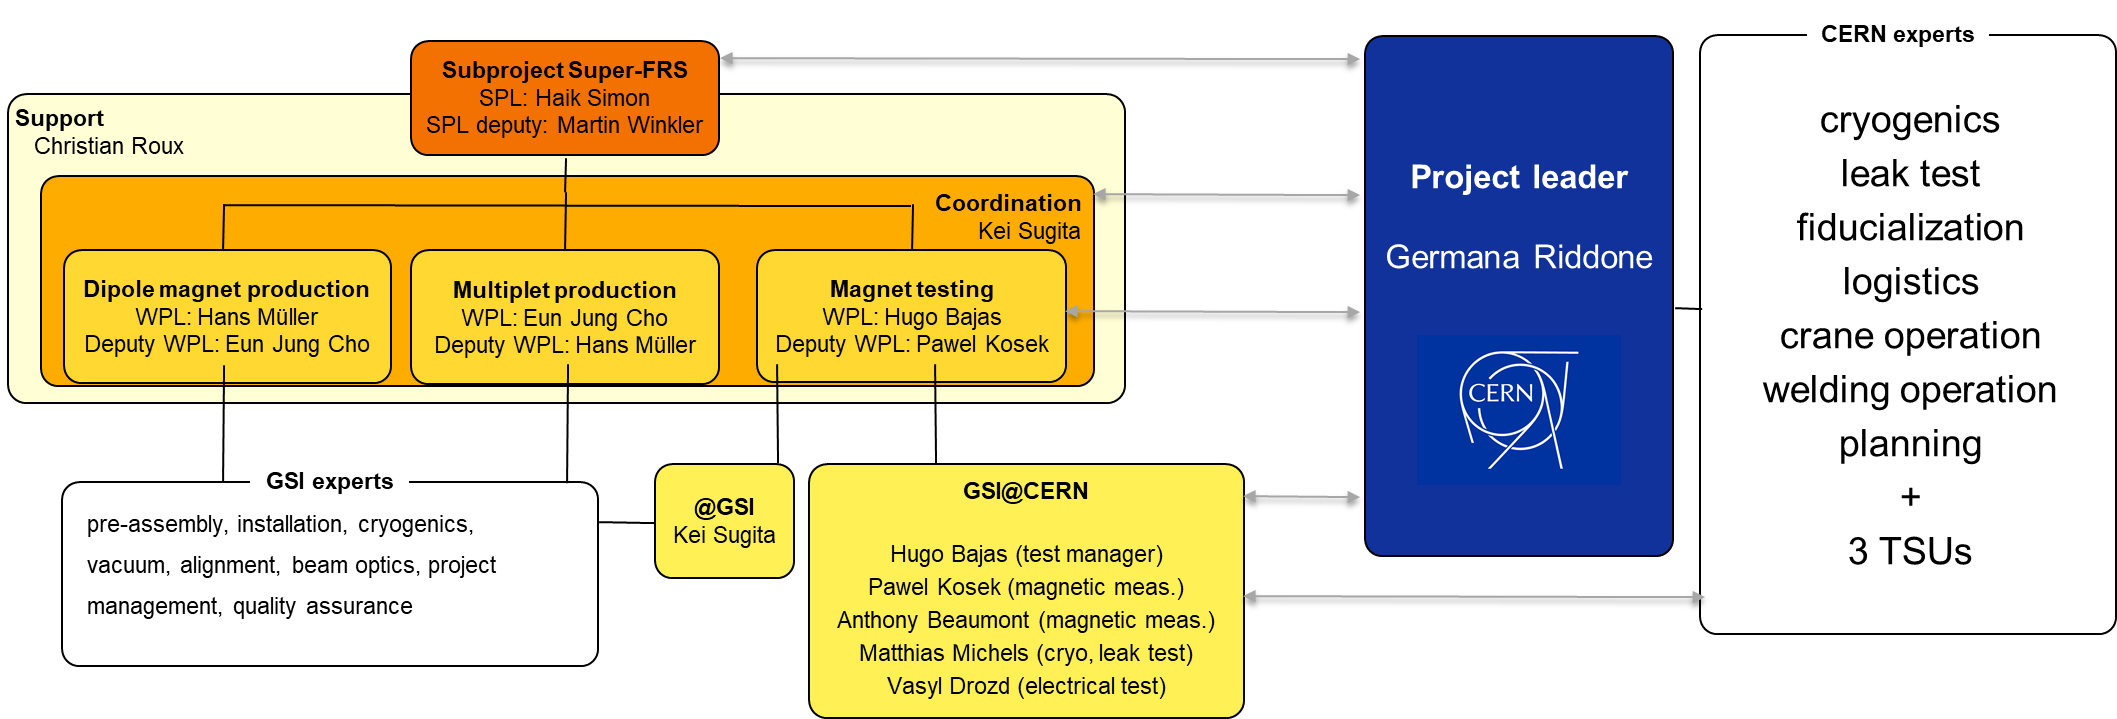 Subproject Super-FRS
SPL: Haik Simon
SPL deputy: Martin Winkler
Support
Christian Roux
Coordination
Kei Sugita
Dipole magnet production
WPL: Hans Müller
Deputy WPL: Eun Jung Cho
Multiplet production
WPL: Eun Jung Cho
Deputy WPL: Hans Müller
Magnet testing
WPL: Hugo Bajas
Deputy WPL: Pawel Kosek
GSI experts
pre-assembly, installation, cryogenics,
vacuum, alignment, beam optics, project
management, quality assurance
@GSI
Kei Sugita
GSI@CERN
Hugo Bajas (test manager)
Pawel Kosek (magnetic meas.)
Anthony Beaumont (magnetic meas.)
Matthias Michels (cryo, leak test)
Vasyl Drozd (electrical test)
Project leader
Germana Riddone
CERN
CERN experts
cryogenics
leak test
fiducialization
logistics
crane operation
welding operation
planning
+
3 TSUs